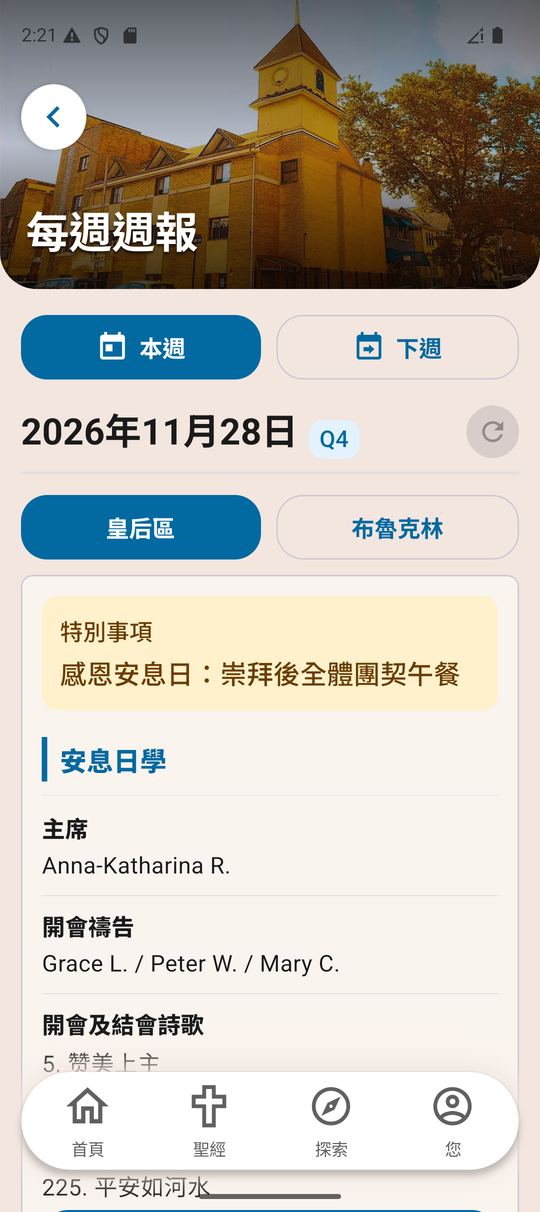 2:21
每週週報
本週
下週
2026年11月28日 Q4
皇后區
布魯克林
特別事項
感恩安息日：崇拜後全體團契午餐
安息日學
主席
Anna-Katharina R.
開會禱告
Grace L. / Peter W. / Mary C.
開會及結會詩歌
5. 赞美上主
首頁
聖經
探索
您
225. 平安如河水